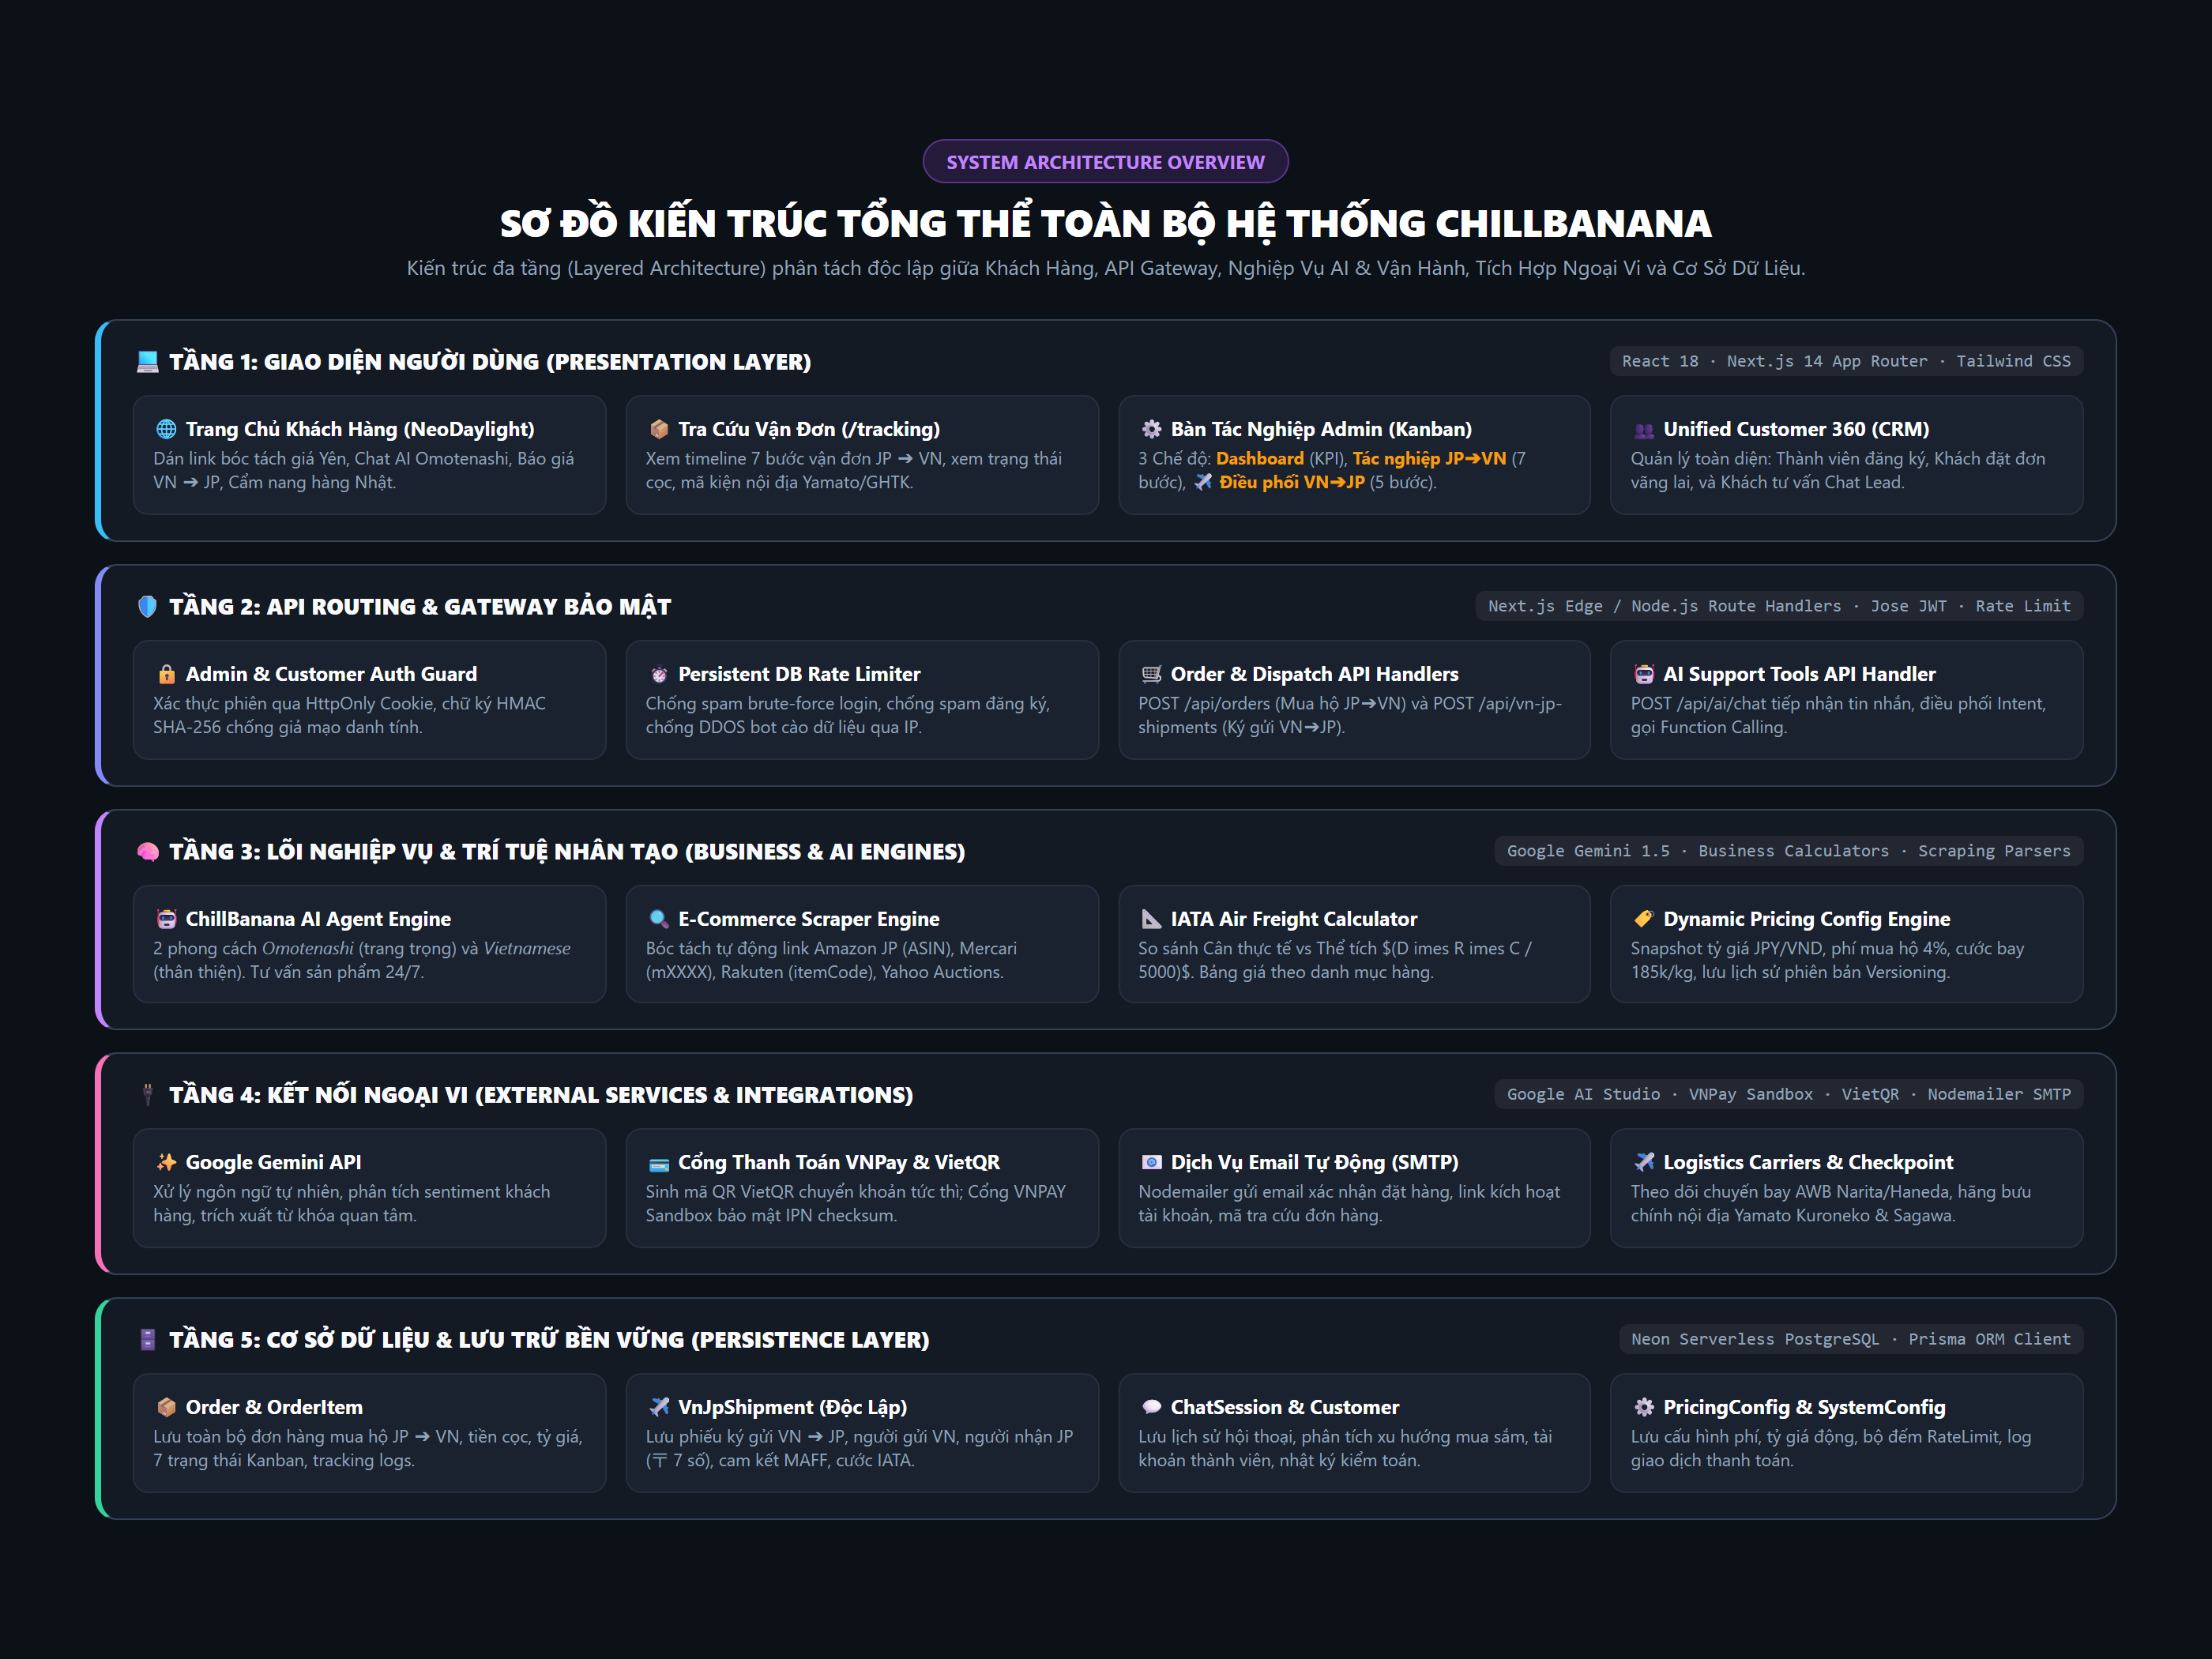 SYSTEM ARCHITECTURE OVERVIEW
SƠ ĐỒ KIẾN TRÚC TỔNG THỂ TOÀN BỘ HỆ THỐNG CHILLBANANA
Kiến trúc đa tầng (Layered Architecture) phân tách độc lập giữa Khách Hàng, API Gateway, Nghiệp Vụ AI & Vận Hành, Tích Hợp Ngoại Vi và Cơ Sở Dữ Liệu.
TẦNG 1: GIAO DIỆN NGƯỜI DÙNG (PRESENTATION LAYER)
React 18 · Next.js 14 App Router · Tailwind CSS
Trang Chủ Khách Hàng (NeoDaylight)
Dán link bóc tách giá Yên, Chat AI Omotenashi, Báo giá
VN ➔ JP, Cẩm nang hàng Nhật.
Tra Cứu Vận Đơn (/tracking)
Xem timeline 7 bước vận đơn JP ➔ VN, xem trạng thái
cọc, mã kiện nội địa Yamato/GHTK.
Bàn Tác Nghiệp Admin (Kanban)
3 Chế độ: Dashboard (KPI), Tác nghiệp JP➔VN (7
bước), ✈️ Điều phối VN➔JP (5 bước).
Unified Customer 360 (CRM)
Quản lý toàn diện: Thành viên đăng ký, Khách đặt đơn
vãng lai, và Khách tư vấn Chat Lead.
TẦNG 2: API ROUTING & GATEWAY BẢO MẬT
Next.js Edge / Node.js Route Handlers · Jose JWT · Rate Limit
Admin & Customer Auth Guard
Xác thực phiên qua HttpOnly Cookie, chữ ký HMAC
SHA-256 chống giả mạo danh tính.
Persistent DB Rate Limiter
Chống spam brute-force login, chống spam đăng ký,
chống DDOS bot cào dữ liệu qua IP.
Order & Dispatch API Handlers
POST /api/orders (Mua hộ JP➔VN) và POST /api/vn-jp-
shipments (Ký gửi VN➔JP).
AI Support Tools API Handler
POST /api/ai/chat tiếp nhận tin nhắn, điều phối Intent,
gọi Function Calling.
TẦNG 3: LÕI NGHIỆP VỤ & TRÍ TUỆ NHÂN TẠO (BUSINESS & AI ENGINES)
Google Gemini 1.5 · Business Calculators · Scraping Parsers
ChillBanana AI Agent Engine
2 phong cách Omotenashi (trang trọng) và Vietnamese
(thân thiện). Tư vấn sản phẩm 24/7.
E-Commerce Scraper Engine
Bóc tách tự động link Amazon JP (ASIN), Mercari
(mXXXX), Rakuten (itemCode), Yahoo Auctions.
IATA Air Freight Calculator
So sánh Cân thực tế vs Thể tích $(D imes R imes C /
5000)$. Bảng giá theo danh mục hàng.
Dynamic Pricing Config Engine
Snapshot tỷ giá JPY/VND, phí mua hộ 4%, cước bay
185k/kg, lưu lịch sử phiên bản Versioning.
TẦNG 4: KẾT NỐI NGOẠI VI (EXTERNAL SERVICES & INTEGRATIONS)
Google AI Studio · VNPay Sandbox · VietQR · Nodemailer SMTP
Google Gemini API
Xử lý ngôn ngữ tự nhiên, phân tích sentiment khách
hàng, trích xuất từ khóa quan tâm.
Cổng Thanh Toán VNPay & VietQR
Sinh mã QR VietQR chuyển khoản tức thì; Cổng VNPAY
Sandbox bảo mật IPN checksum.
Dịch Vụ Email Tự Động (SMTP)
Nodemailer gửi email xác nhận đặt hàng, link kích hoạt
tài khoản, mã tra cứu đơn hàng.
Logistics Carriers & Checkpoint
Theo dõi chuyến bay AWB Narita/Haneda, hãng bưu
chính nội địa Yamato Kuroneko & Sagawa.
TẦNG 5: CƠ SỞ DỮ LIỆU & LƯU TRỮ BỀN VỮNG (PERSISTENCE LAYER)
Neon Serverless PostgreSQL · Prisma ORM Client
Order & OrderItem
Lưu toàn bộ đơn hàng mua hộ JP ➔ VN, tiền cọc, tỷ giá,
7 trạng thái Kanban, tracking logs.
VnJpShipment (Độc Lập)
Lưu phiếu ký gửi VN ➔ JP, người gửi VN, người nhận JP
(〒 7 số), cam kết MAFF, cước IATA.
ChatSession & Customer
Lưu lịch sử hội thoại, phân tích xu hướng mua sắm, tài
khoản thành viên, nhật ký kiểm toán.
PricingConfig & SystemConfig
Lưu cấu hình phí, tỷ giá động, bộ đếm RateLimit, log
giao dịch thanh toán.